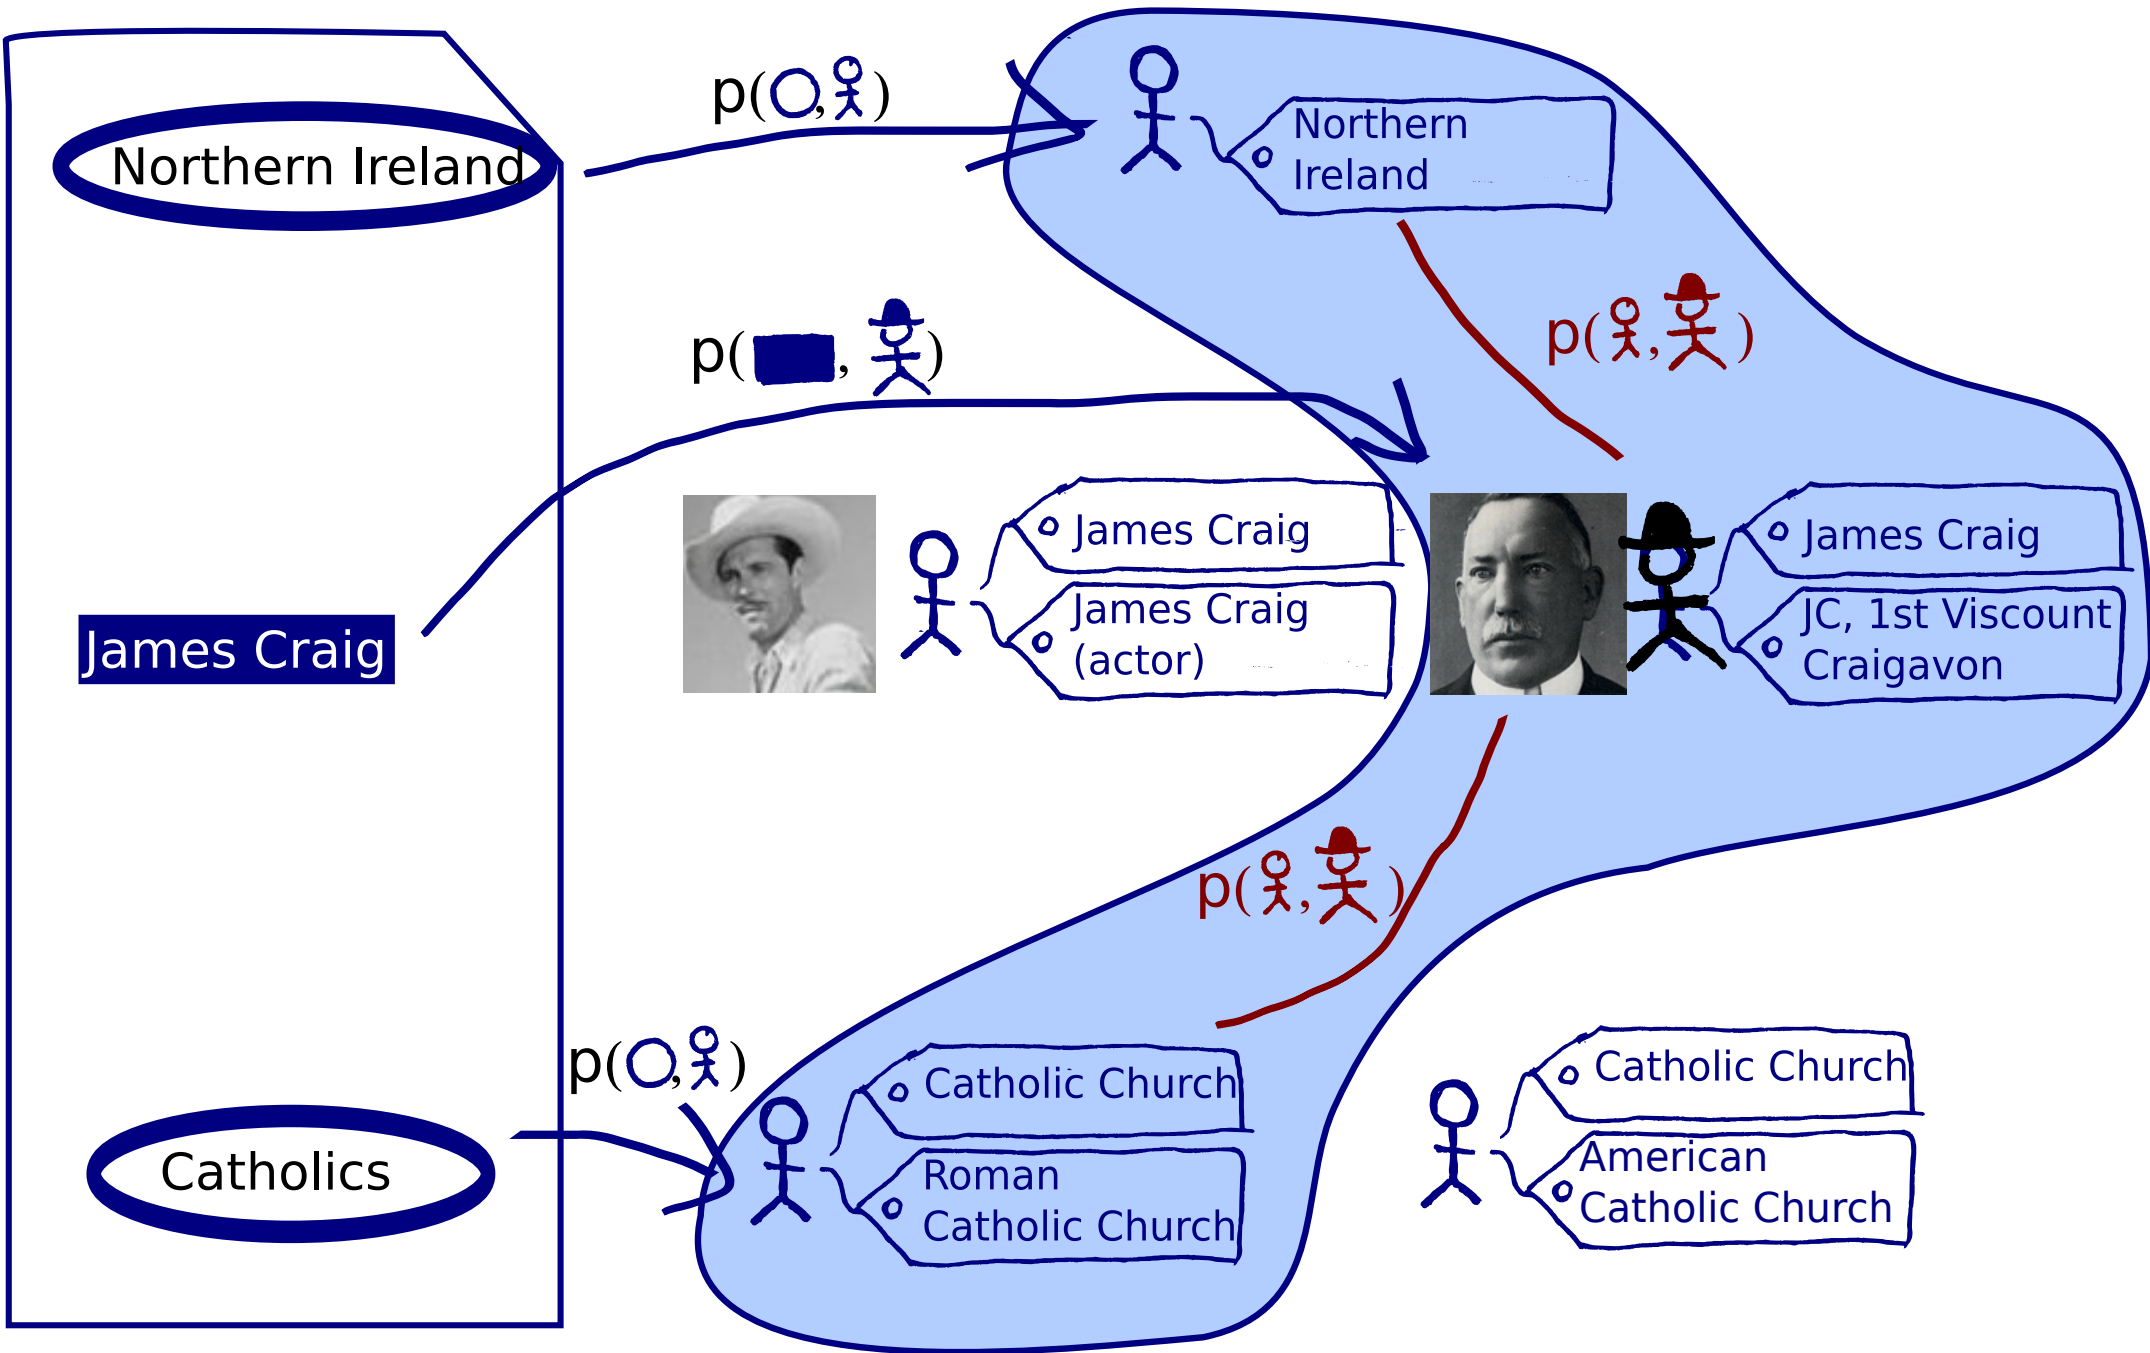 Northern Ireland
p( , )
Northern
Ireland
p( , )
p( , )
James Craig
James Craig
James Craig
(actor)
James Craig
JC, 1st Viscount
Craigavon
p( , )
p( , )
Catholics
Catholic Church
Roman
Catholic Church
Catholic Church
American
Catholic Church